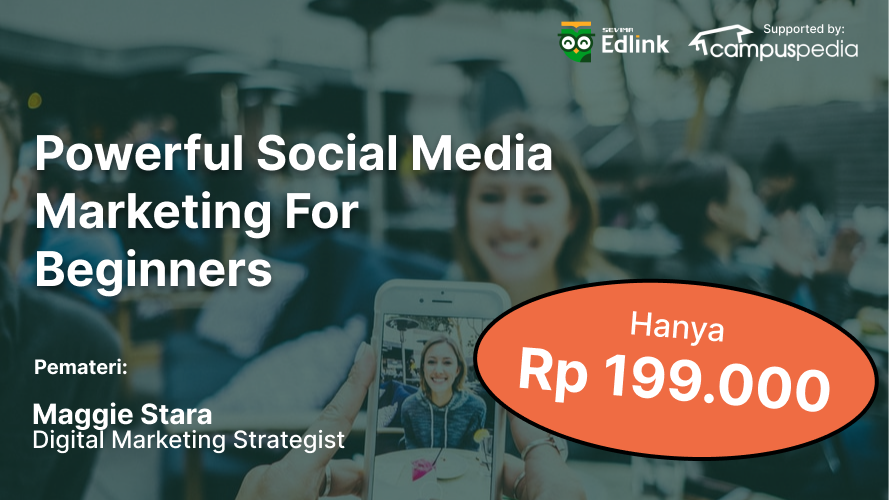 SEVIMA
Edlink
Supported by:
campuspedia
Powerful Social Media
Marketing For
Beginners
Hanya
Rp 199.000
Pemateri:
Maggie Stara
Digital Marketing Strategist